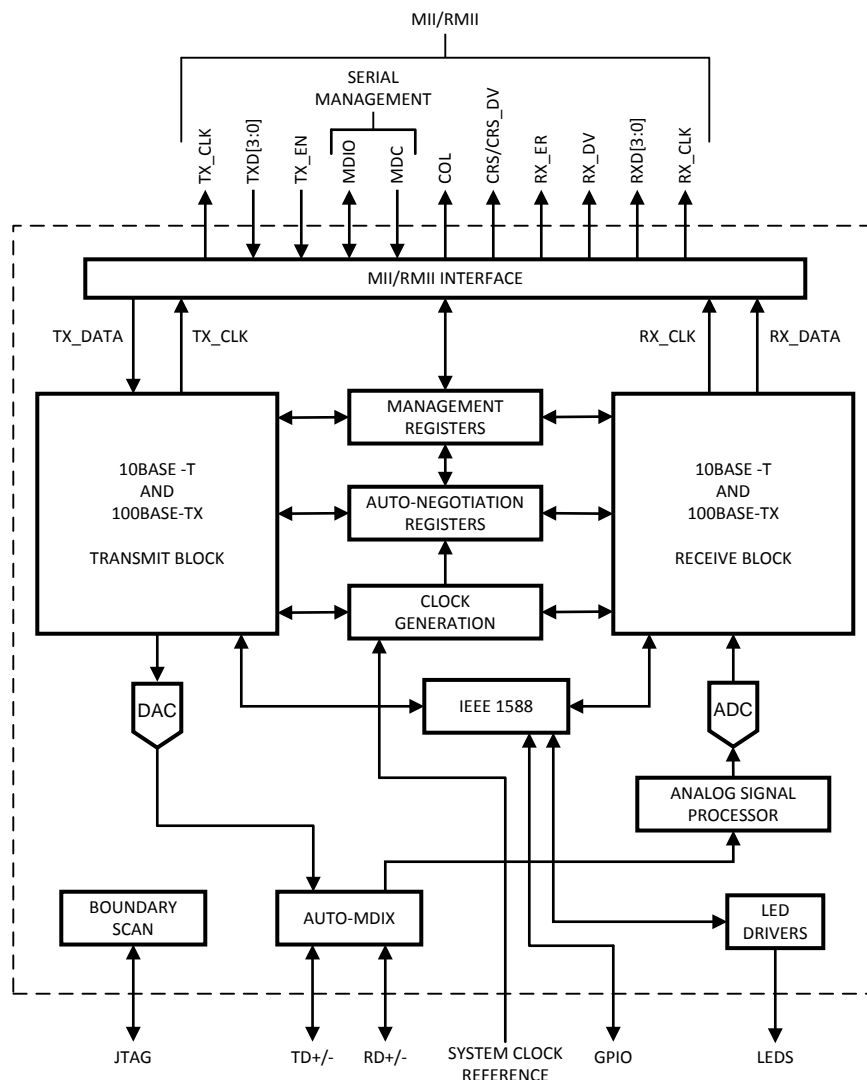 MII/RMII
SERIAL
MANAGEMENT
TX_CLK
TXD[3:0]
TX_EN
MDIO
MDC
COL
CRS/CRS_DV
RX_ER
RX_DV
RXD[3:0]
RX_CLK
MII/RMII INTERFACE
TX_DATA
TX_CLK
RX_CLK
RX_DATA
10BASE -T
AND
100BASE-TX
TRANSMIT BLOCK
MANAGEMENT
REGISTERS
AUTO-NEGOTIATION
REGISTERS
CLOCK
GENERATION
10BASE -T
AND
100BASE-TX
RECEIVE BLOCK
DAC
IEEE 1588
ADC
ANALOG SIGNAL
PROCESSOR
BOUNDARY
SCAN
AUTO-MDIX
LED
DRIVERS
JTAG
TD+/-
RD+/-
SYSTEM CLOCK
REFERENCE
GPIO
LEDS